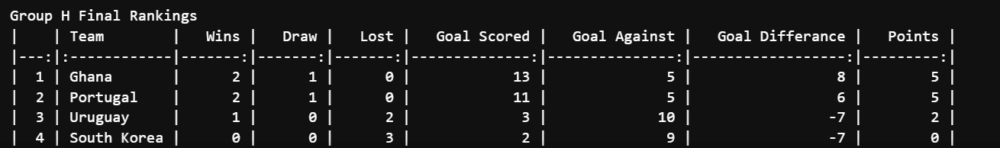 Group H Final Rankings
|    | Team        |   Wins |   Draw |   Lost |   Goal Scored |   Goal Against |   Goal Differance |   Points |
|---:|:------------|-------:|-------:|-------:|--------------:|---------------:|------------------:|---------:|
|  1 | Ghana       |      2 |      1 |      0 |            13 |              5 |                 8 |        5 |
|  2 | Portugal    |      2 |      1 |      0 |            11 |              5 |                 6 |        5 |
|  3 | Uruguay     |      1 |      0 |      2 |             3 |             10 |                -7 |        2 |
|  4 | South Korea |      0 |      0 |      3 |             2 |              9 |                -7 |        0 |